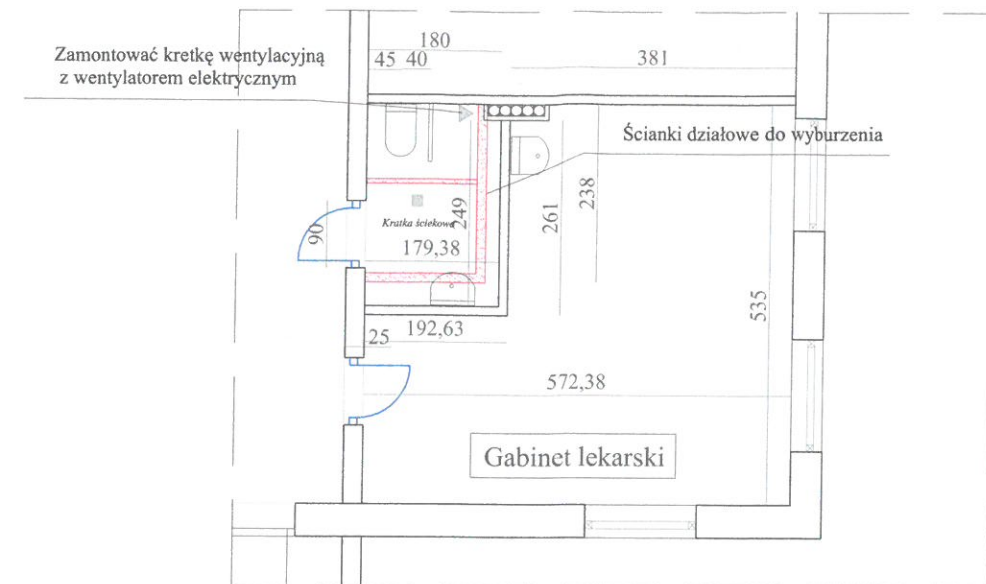 Zamontować kretkę wentylacyjną
z wentylatorem elektrycznym
180
45 40
381
Ścianki działowe do wyburzenia
238
261
249
90
Kratka ściekowa
179,38
535
25
192,63
572,38
Gabinet lekarski